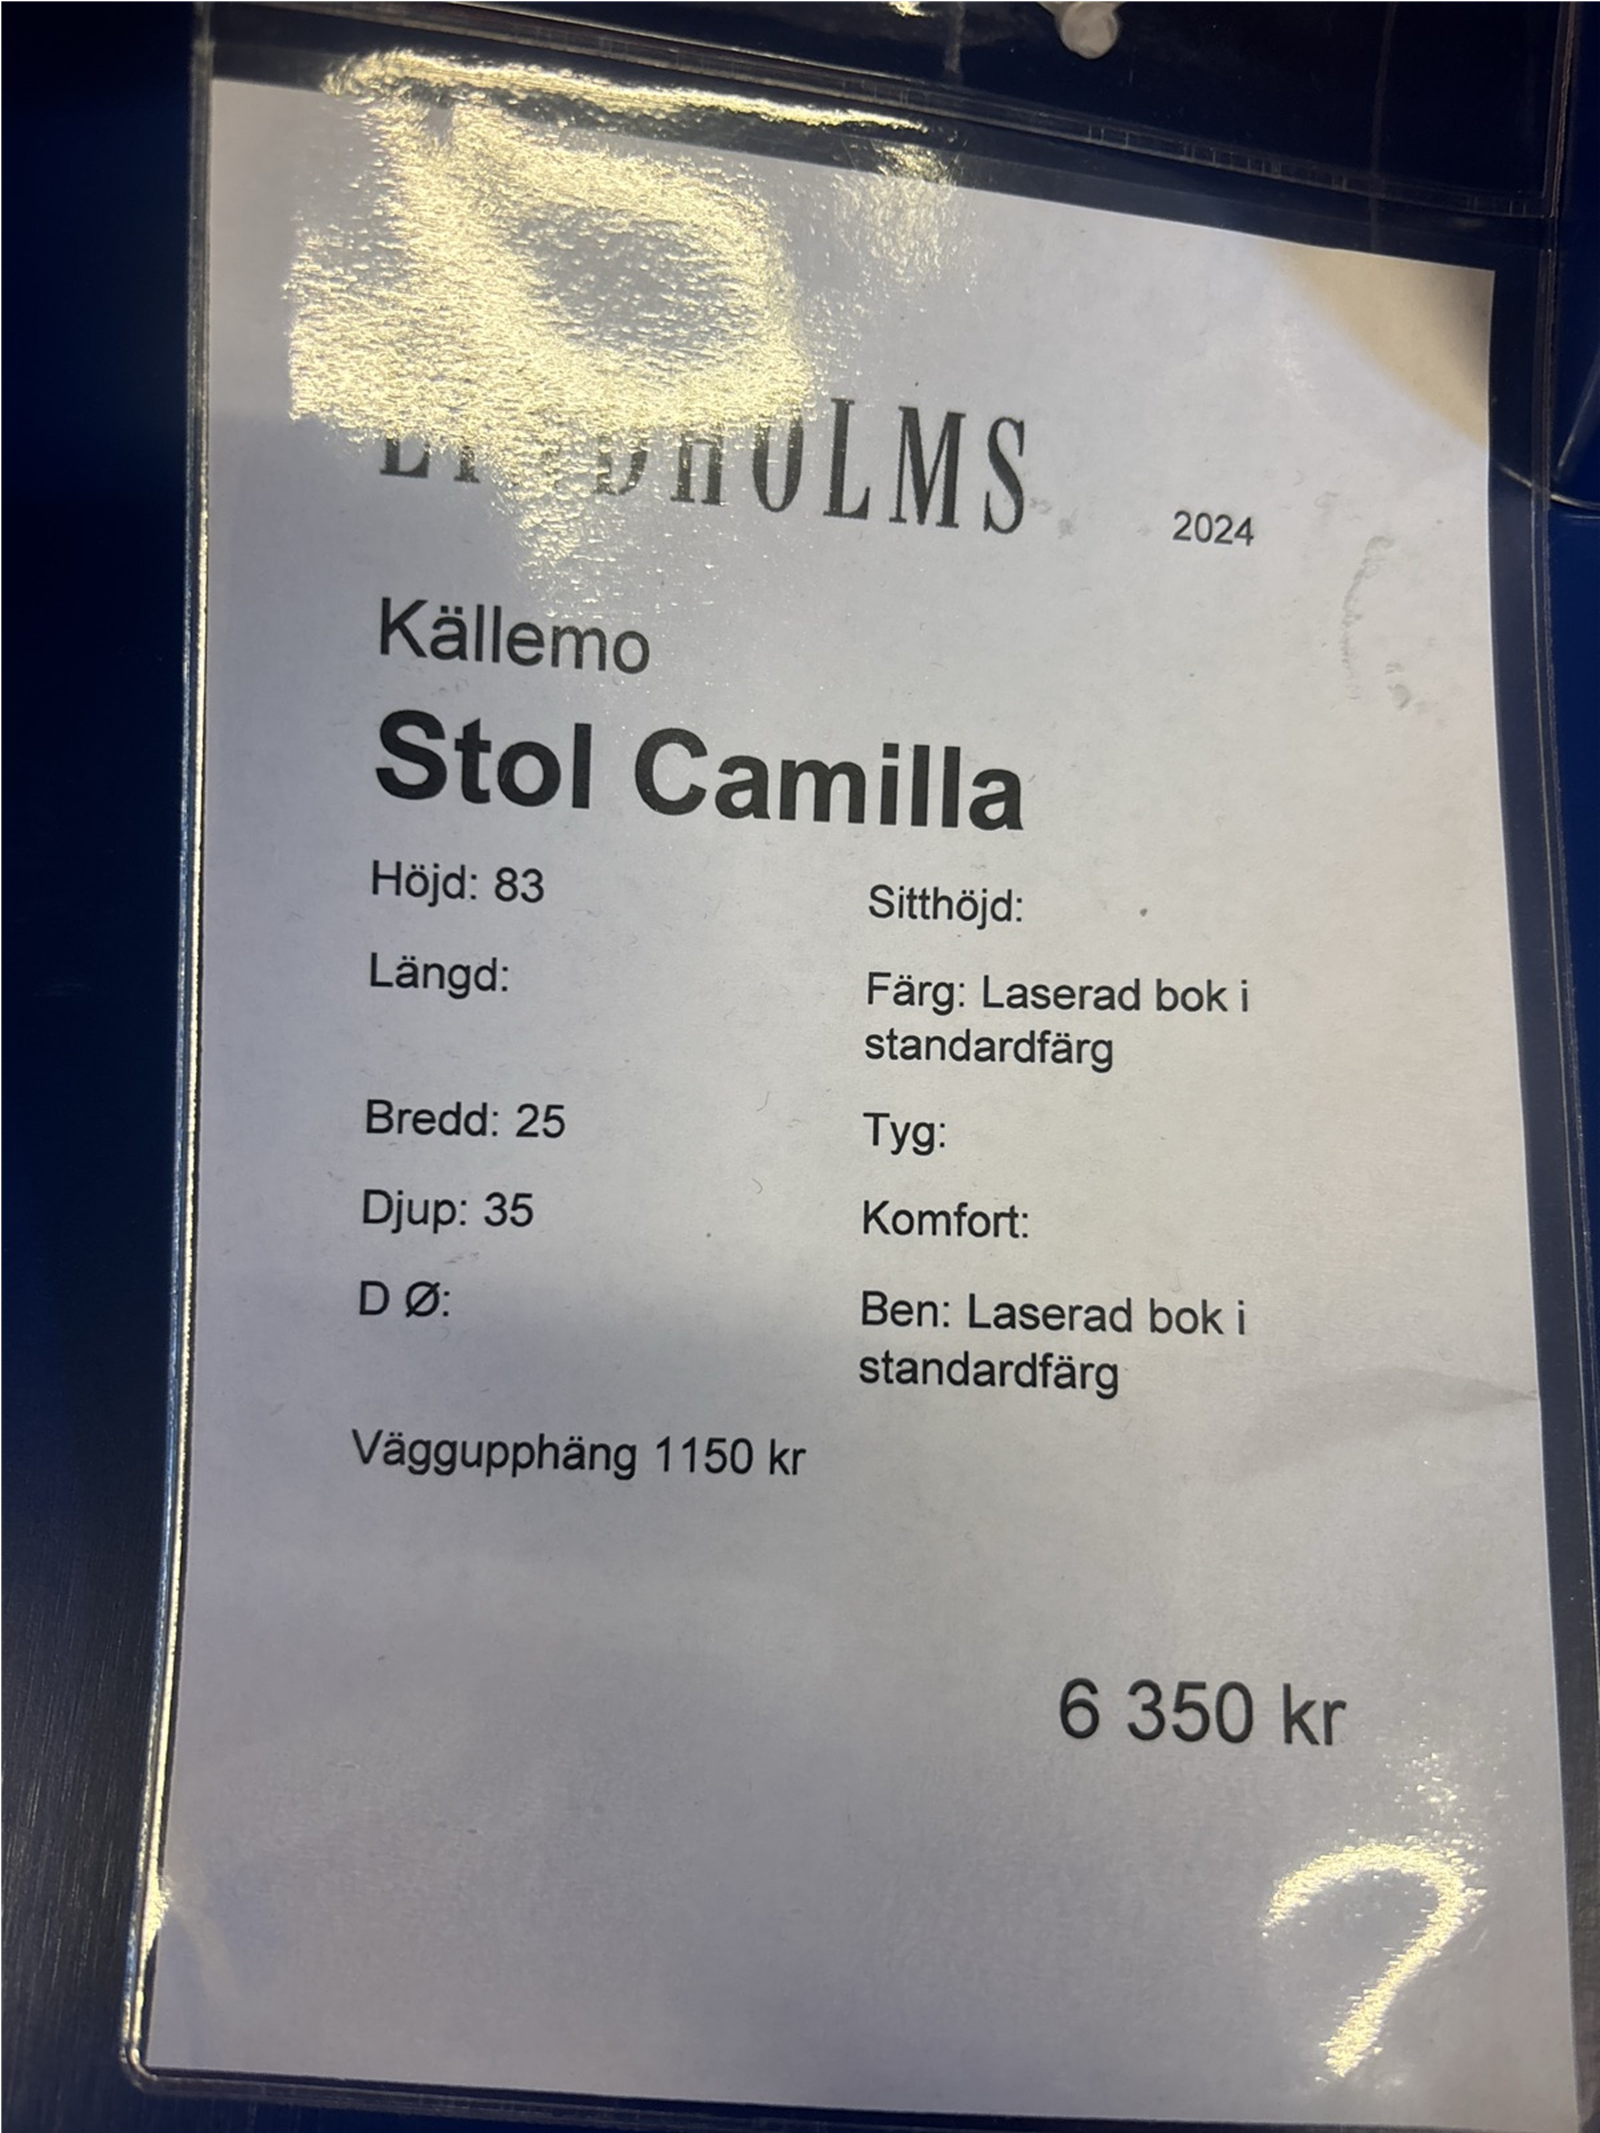 LINDHOLMS
2024
Källemo
Stol Camilla
Höjd: 83
Sitthöjd:
Längd:
Färg: Laserad bok i
standardfärg
Bredd: 25
Tyg:
Djup: 35
Komfort:
D Ø:
Ben: Laserad bok i
standardfärg
Väggupphäng 1150 kr
6 350 kr